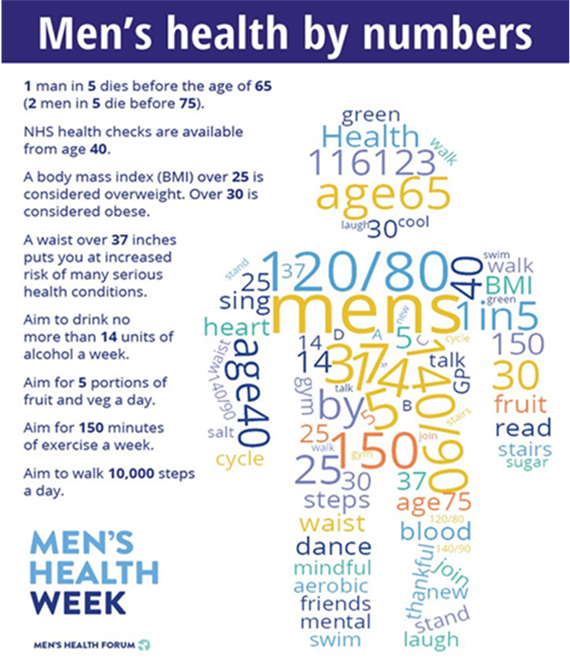 Men's health by numbers
1 man in 5 dies before the age of 65
(2 men in 5 die before 75).
NHS health checks are available
from age 40.
A body mass index (BMI) over 25 is
considered overweight. Over 30 is
considered obese.
A waist over 37 inches
puts you at increased
risk of many serious
health conditions.
Aim to drink no
more than 14 units of
alcohol a week.
Aim for 5 portions of
fruit and veg a day.
Aim for 150 minutes
of exercise a week.
Aim to walk 10,000 steps
a day.
MEN'S
HEALTH
WEEK
MEN'S HEALTH FORUM
green
Health
walk
116123
age65
laugh
30
cool
stand
25
37
120/80
40
swim
walk
BMI
green
sing
mens
new
1in5
heart
14
D
A
5
C
cycle
150
waist
age40
14
37
14
talk
GP
30
140/90
gym
talk
by
5
5
B
140/90
stairs
fruit
salt
25
walk
150
join
read
cycle
gym
stairs
sugar
25
30
37
steps
age75
waist
120/80
blood
dance
140/90
mindful
thankful
join
aerobic
new
friends
mental
stand
swim
laugh